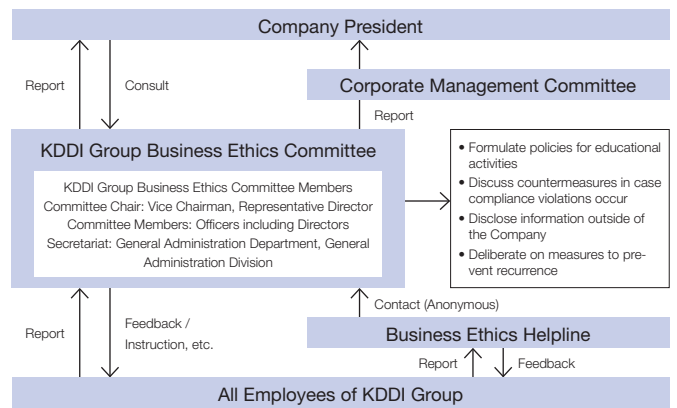 Company President
Report
Consult
Corporate Management Committee
Report
KDDI Group Business Ethics Committee
KDDI Group Business Ethics Committee Members
Committee Chair: Vice Chairman, Representative Director
Committee Members: Officers including Directors
Secretariat: General Administration Department, General
Administration Division
• Formulate policies for educational
activities
• Discuss countermeasures in case
compliance violations occur
• Disclose information outside of
the Company
• Deliberate on measures to pre-
vent recurrence
Contact (Anonymous)
Report
Feedback /
Instruction, etc.
Business Ethics Helpline
Report
Feedback
All Employees of KDDI Group